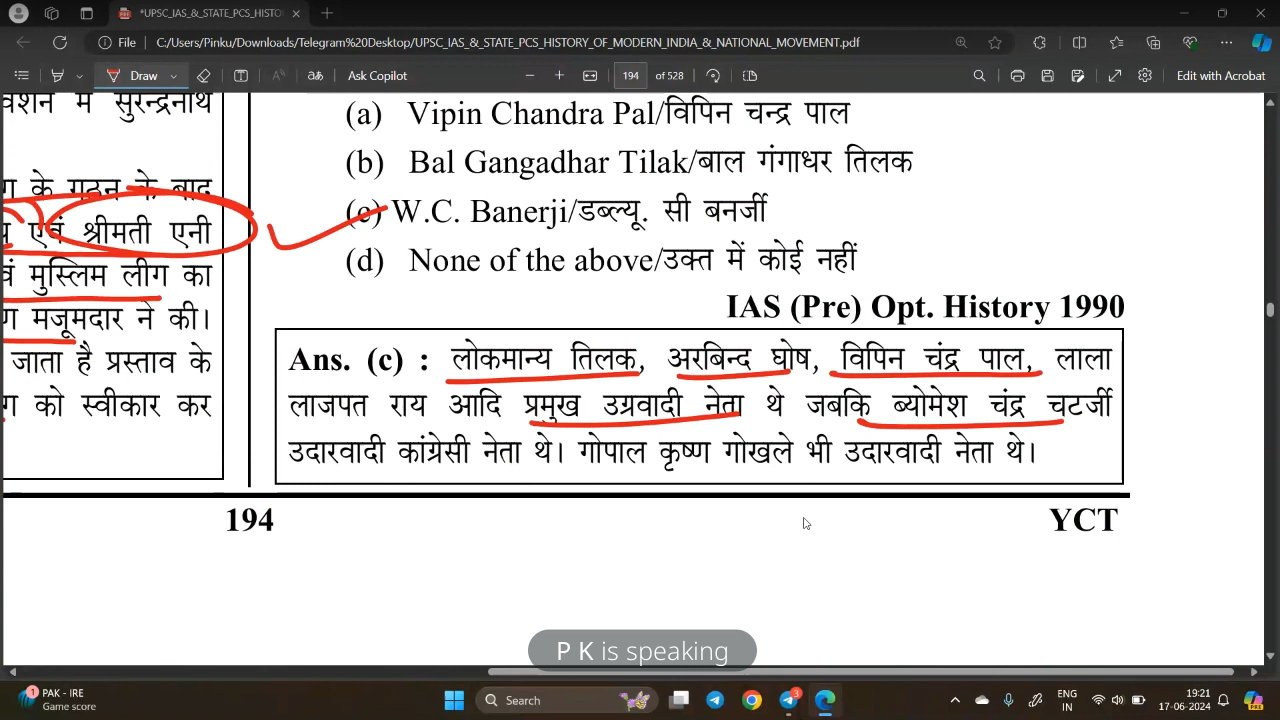 *UPSC_IAS_&_STATE_PCS_HISTO
File C:/Users/Pinku/Downloads/Telegram%20Desktop/UPSC_IAS_&_STATE_PCS_HISTORY_OF_MODERN_INDIA_&_NATIONAL_MOVEMENT.pdf
Draw Ask Copilot 194 of 528 Edit with Acrobat
में सुरेन्द्रनाथ
के गठन के बाद
एवं श्रीमती एनी
मुस्लिम लीग का
मजूमदार ने की।
जाता है प्रस्ताव के
को स्वीकार कर
(a) Vipin Chandra Pal/विपिन चन्द्र पाल
(b) Bal Gangadhar Tilak/बाल गंगाधर तिलक
(c) W.C. Banerji/डब्ल्यू. सी बनर्जी
(d) None of the above/उक्त में कोई नहीं
IAS (Pre) Opt. History 1990
Ans. (c) : लोकमान्य तिलक, अरबिन्द घोष, विपिन चंद्र पाल, लाला
लाजपत राय आदि प्रमुख उग्रवादी नेता थे जबकि ब्योमेश चंद्र चटर्जी
उदारवादी कांग्रेसी नेता थे। गोपाल कृष्ण गोखले भी उदारवादी नेता थे।
194 YCT
P K is speaking
1 PAK - IRE
Game score
Search
3
ENG
IN
19:21
17-06-2024